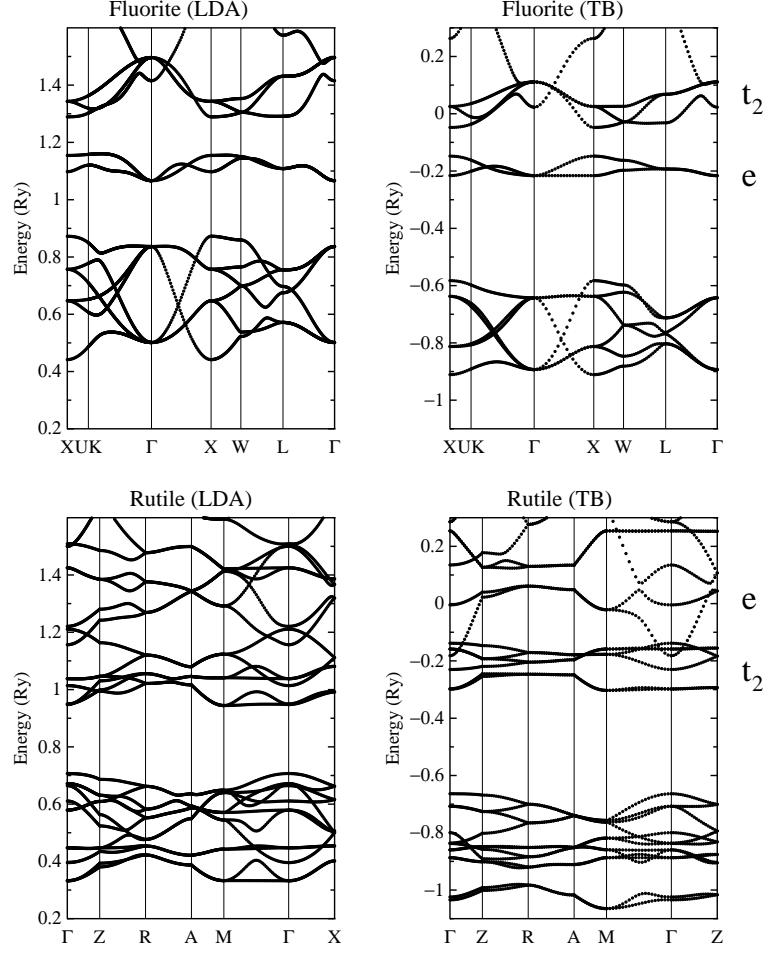 Fluorite (LDA)
Energy (Ry)
1.4
1.2
1
0.8
0.6
0.4
0.2
X U K Γ X W L Γ
Fluorite (TB)
Energy (Ry)
0.2
0
−0.2
−0.4
−0.6
−0.8
−1
X U K Γ X W L Γ
t2
e
Rutile (LDA)
Energy (Ry)
1.4
1.2
1
0.8
0.6
0.4
0.2
Γ Z R A M Γ X
Rutile (TB)
Energy (Ry)
0.2
0
−0.2
−0.4
−0.6
−0.8
−1
Γ Z R A M Γ Z
e
t2